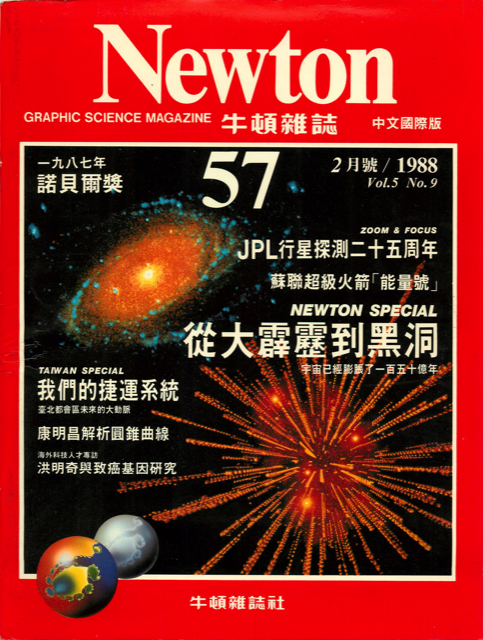 Newton
GRAPHIC SCIENCE MAGAZINE 牛頓雜誌 中文國際版
一九八七年
諾貝爾獎
57
2月號 / 1988
Vol.5 No.9
ZOOM & FOCUS
JPL行星探測二十五周年
蘇聯超級火箭「能量號」
NEWTON SPECIAL
從大霹靂到黑洞
宇宙已經膨脹了一百五十億年
TAIWAN SPECIAL
我們的捷運系統
臺北都會區未來的大動脈
康明昌解析圓錐曲線
海外科技人才專訪
洪明奇與致癌基因研究
牛頓雜誌社